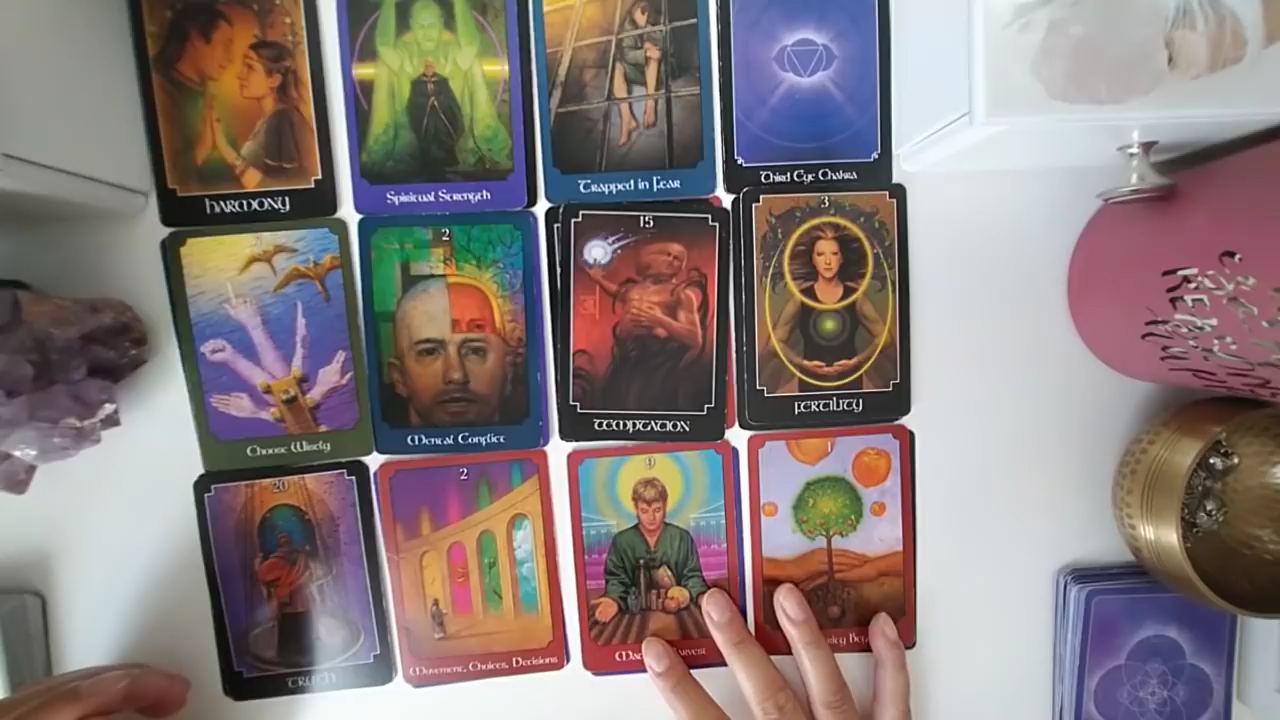 HARMONY
Spiritual Strength
Trapped in Fear
Third Eye Chakra
Choose Wisely
2
Mental Conflict
15
TEMPTATION
3
FERTILITY
20
TRUTH
2
Movement, Choices, Decisions
9
1